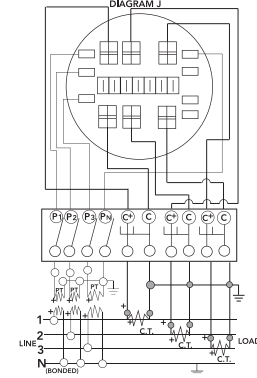 DIAGRAM J
P1 P2 P3 PN C+ C C+ C C+ C
PT PT PT
+ + +
+ + +
1
2
LINE
3
N
(BONDED)
+
C.T.
+
C.T.
+
C.T.
LOAD